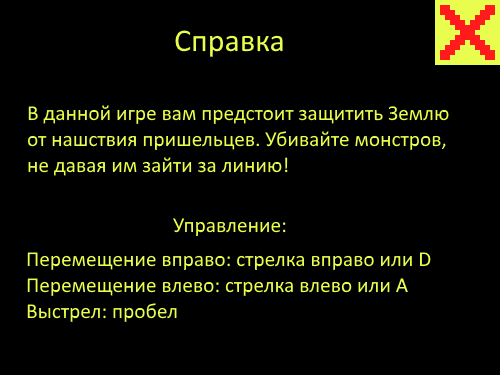 Справка
В данной игре вам предстоит защитить Землю
от нашствия пришельцев. Убивайте монстров,
не давая им зайти за линию!
Управление:
Перемещение вправо: стрелка вправо или D
Перемещение влево: стрелка влево или A
Выстрел: пробел